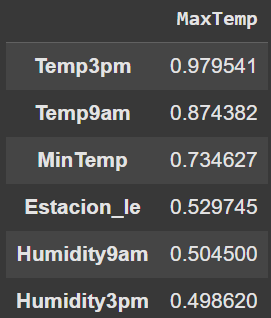 MaxTemp
Temp3pm 0.979541
Temp9am 0.874382
MinTemp 0.734627
Estacion_le 0.529745
Humidity9am 0.504500
Humidity3pm 0.498620